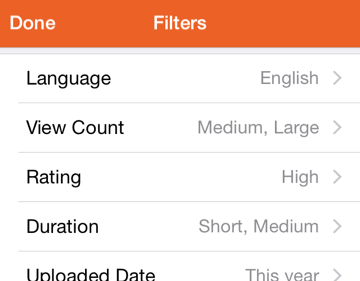 Done Filters
Language English
View Count Medium, Large
Rating High
Duration Short, Medium
Uploaded Date This year